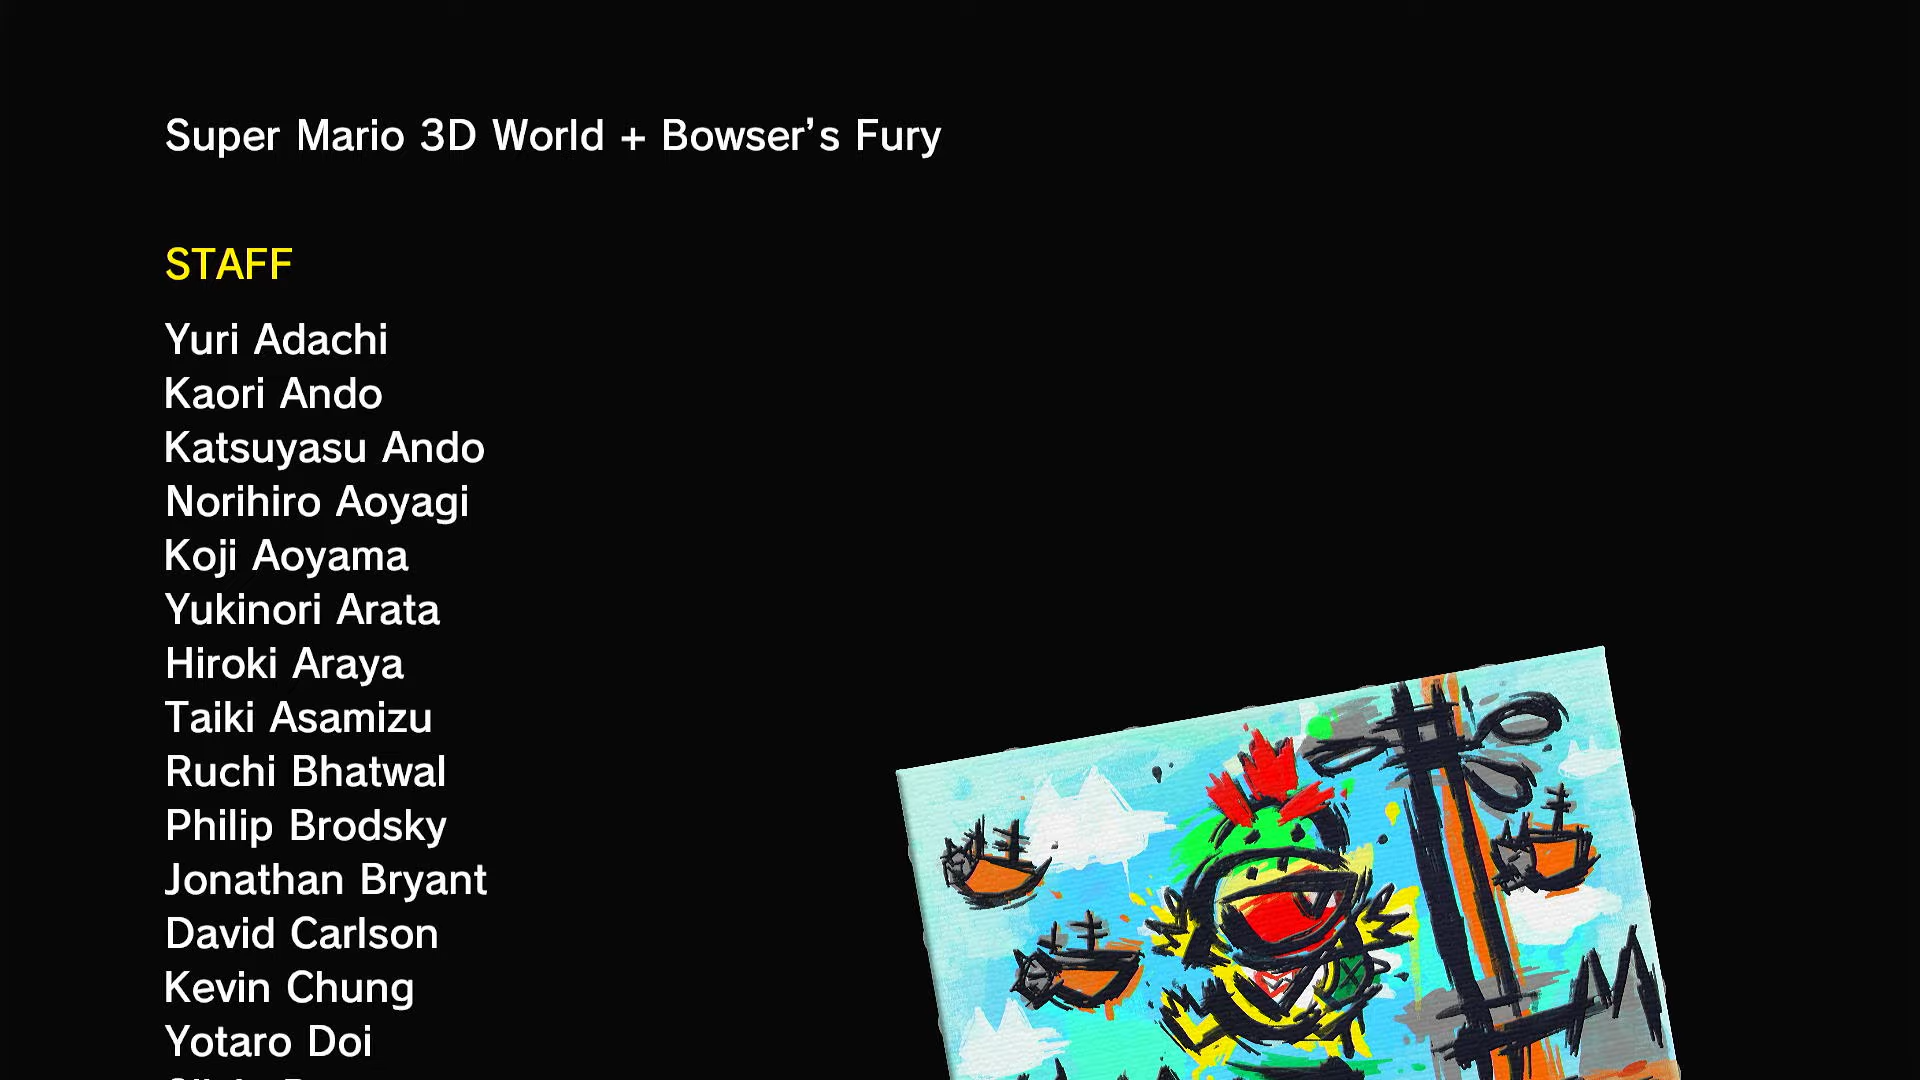 Super Mario 3D World + Bowser’s Fury
STAFF
Yuri Adachi
Kaori Ando
Katsuyasu Ando
Norihiro Aoyagi
Koji Aoyama
Yukinori Arata
Hiroki Araya
Taiki Asamizu
Ruchi Bhatwal
Philip Brodsky
Jonathan Bryant
David Carlson
Kevin Chung
Yotaro Doi